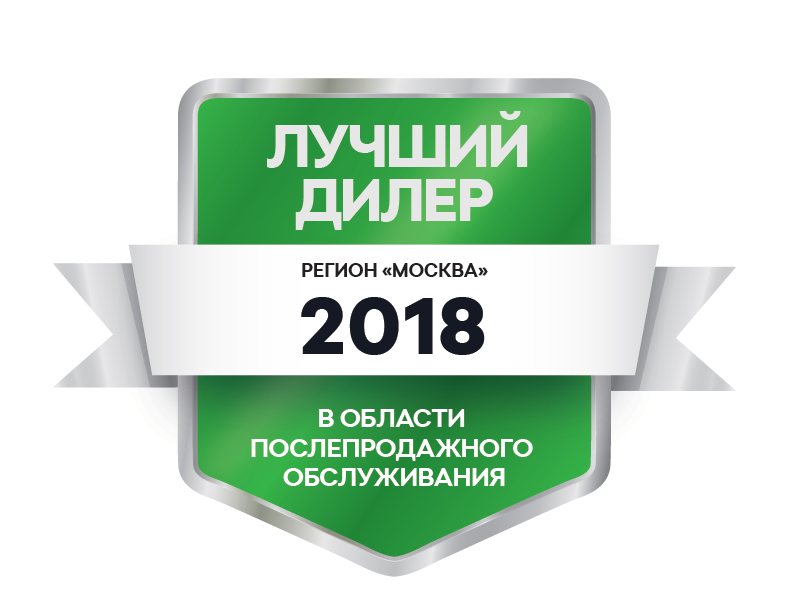 ЛУЧШИЙ
ДИЛЕР
РЕГИОН «МОСКВА»
2018
В ОБЛАСТИ
ПОСЛЕПРОДАЖНОГО
ОБСЛУЖИВАНИЯ